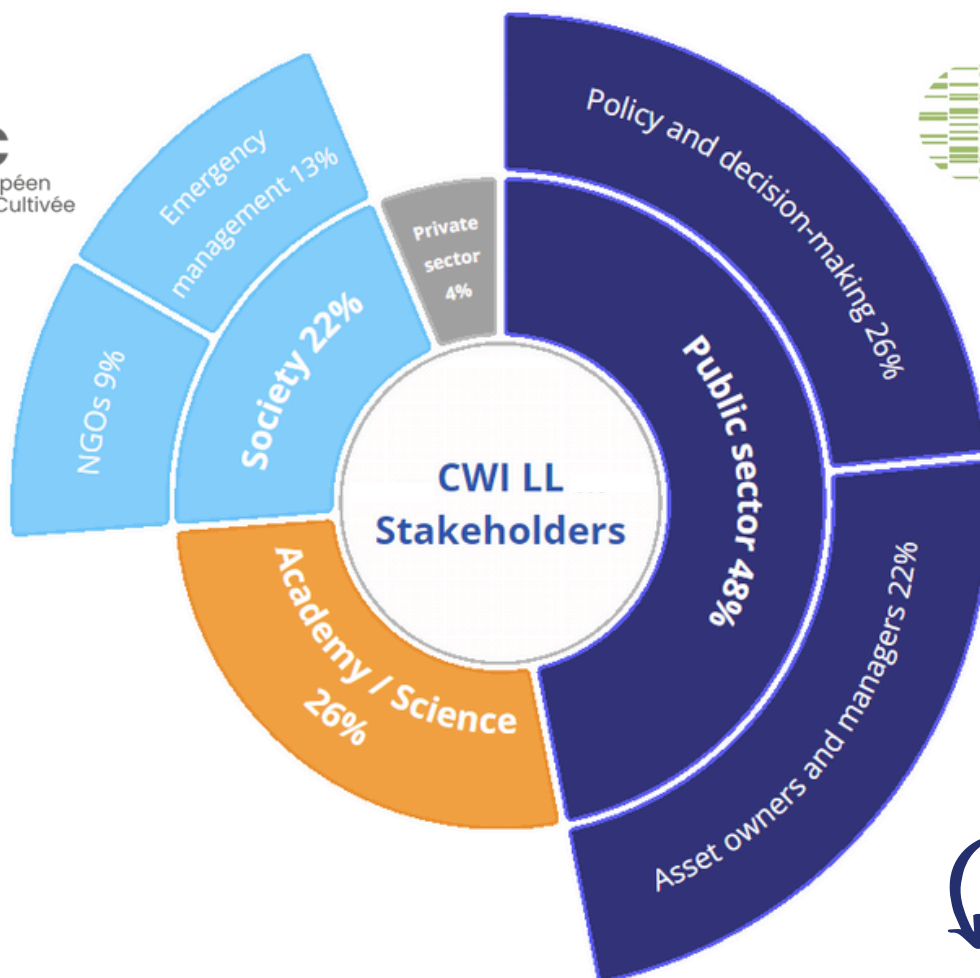 péen
Cultivée
Emergency
management 13%
NGOs 9%
Society 22%
Private
sector
4%
Policy and decision-making 26%
Public sector 48%
Asset owners and managers 22%
Academy / Science
26%
CWI LL
Stakeholders